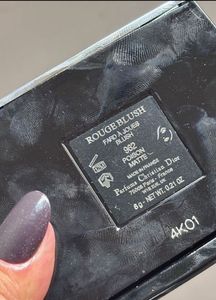 ROUGE BLUSH
FARD À JOUES
BLUSH
962
POISON
MATTE
MADE IN FRANCE
Parfums Christian Dior
75008 Paris - France
6g - NET. WT. 0.21 OZ
4K01